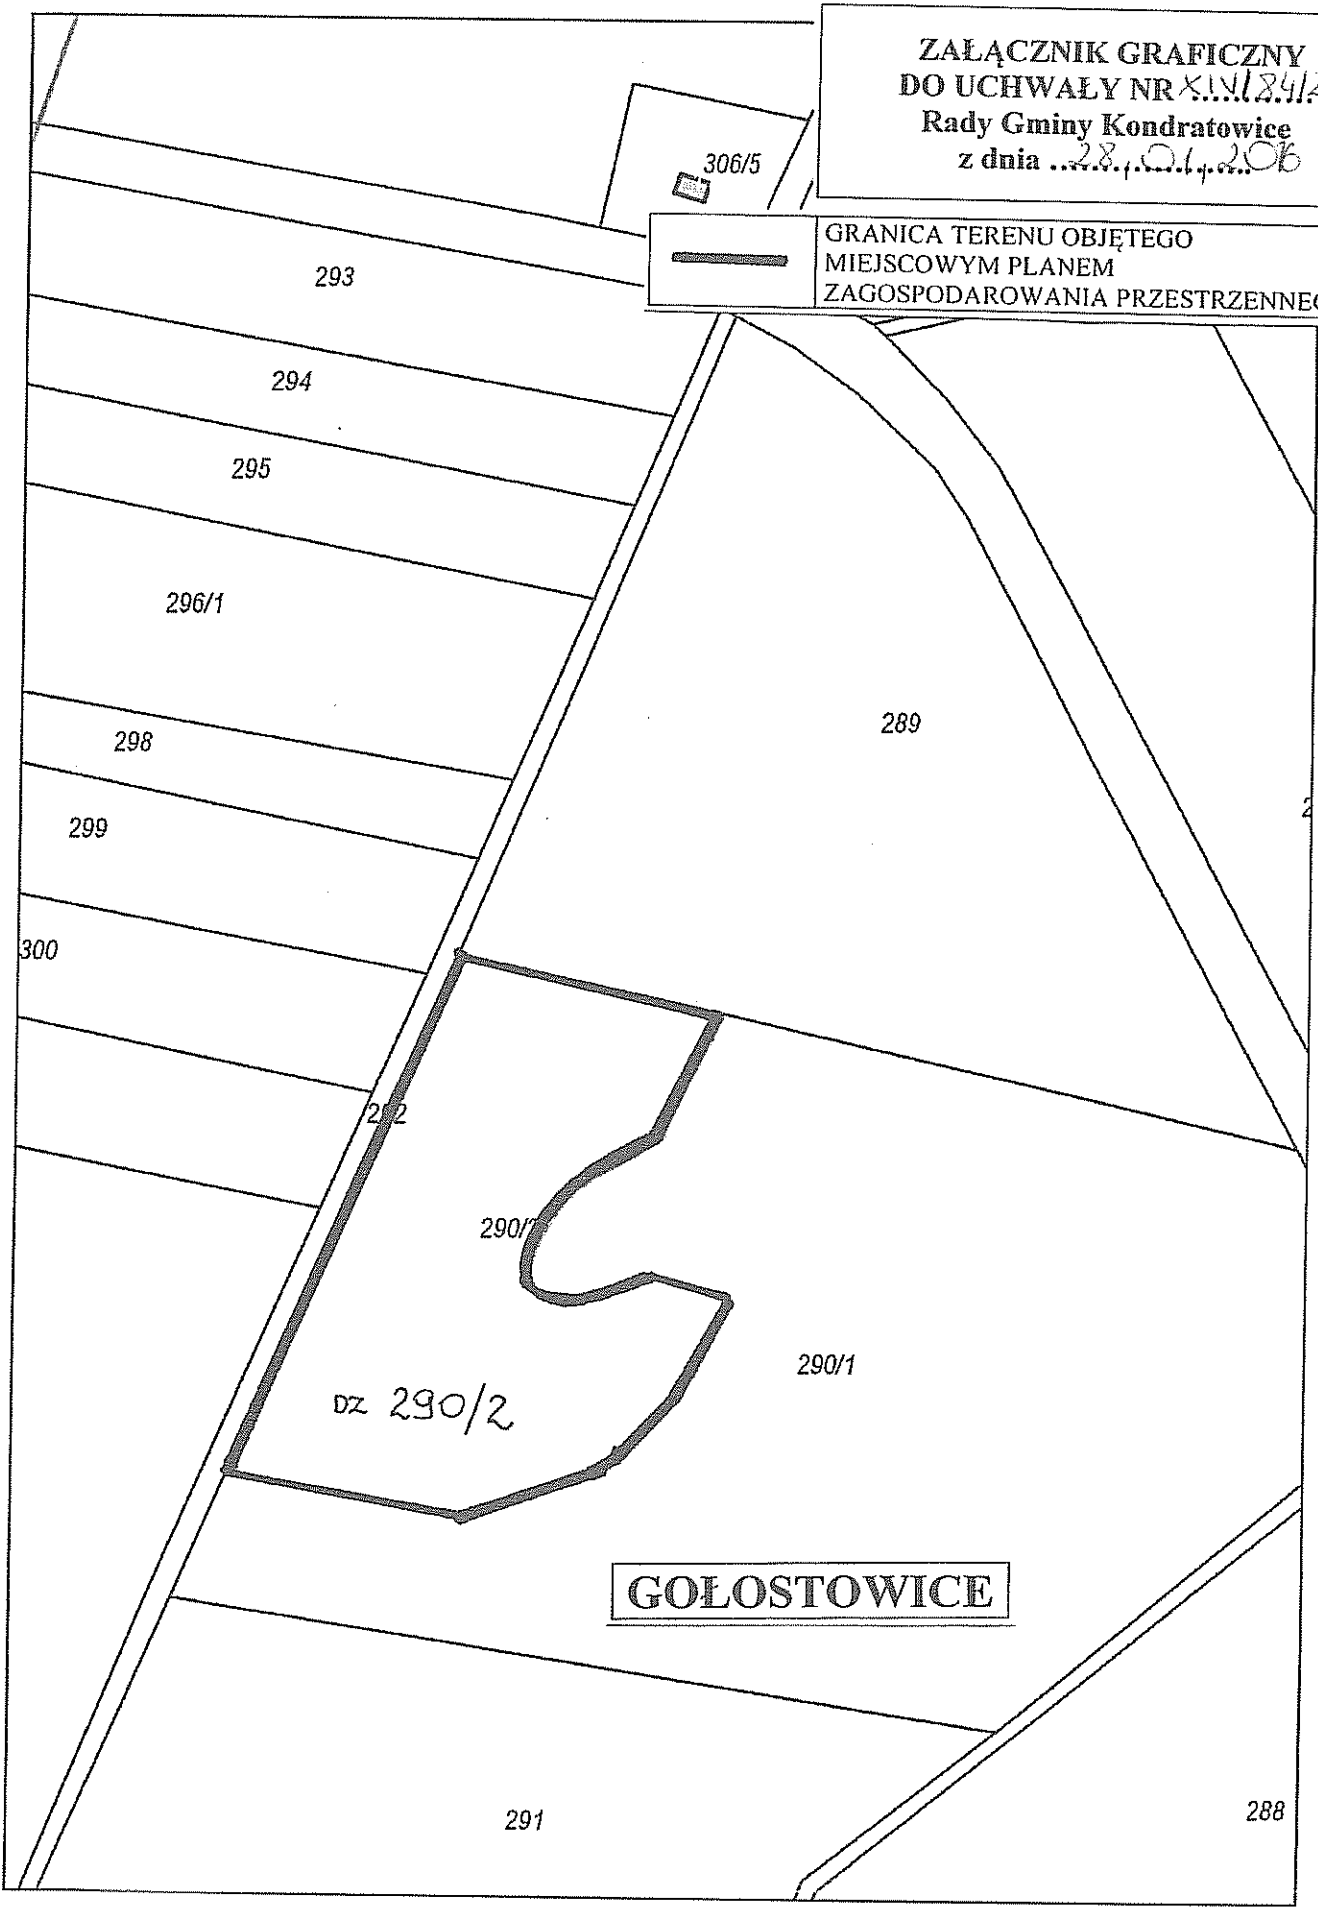 ZAŁĄCZNIK GRAFICZNY
DO UCHWAŁY NR
Rady Gminy Kondratowice
z dnia
GRANICA TERENU OBJĘTEGO
MIEJSCOWYM PLANEM
ZAGOSPODAROWANIA
306/5
293
294
295
296/1
289
298
299
300
290/1
DZ 290/2
GOŁOSTOWICE
291
288